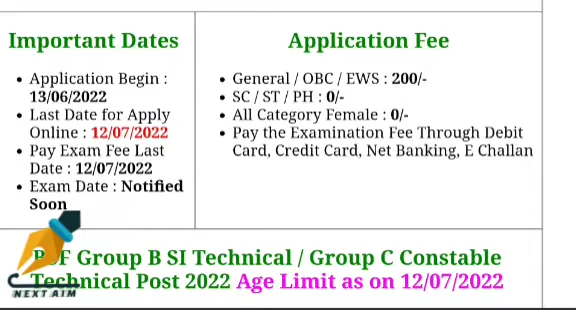 Important Dates
Application Begin :
13/06/2022
Last Date for Apply
Online : 12/07/2022
Pay Exam Fee Last
Date : 12/07/2022
Exam Date : Notified
Soon
Application Fee
General / OBC / EWS : 200/-
SC / ST / PH : 0/-
All Category Female : 0/-
Pay the Examination Fee Through Debit
Card, Credit Card, Net Banking, E Challan
Group B SI Technical / Group C Constable
Technical Post 2022 Age Limit as on 12/07/2022
NEXT AIM